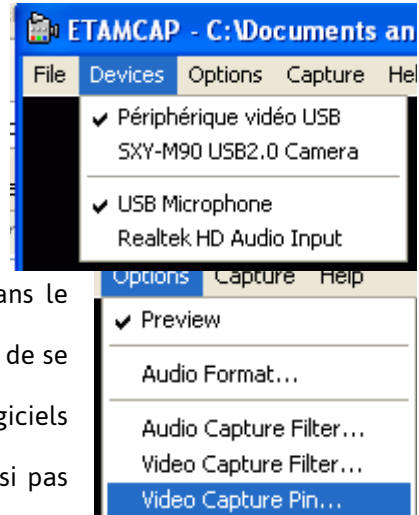 ETAMCAP - C:\Documents an
File Devices Options Capture Hel
Périphérique vidéo USB
SXY-M90 USB2.0 Camera
USB Microphone
Realtek HD Audio Input
Options Capture Help
ans le
Preview
de se
Audio Format...
giciels
Audio Capture Filter...
Video Capture Filter...
si pas
Video Capture Pin...